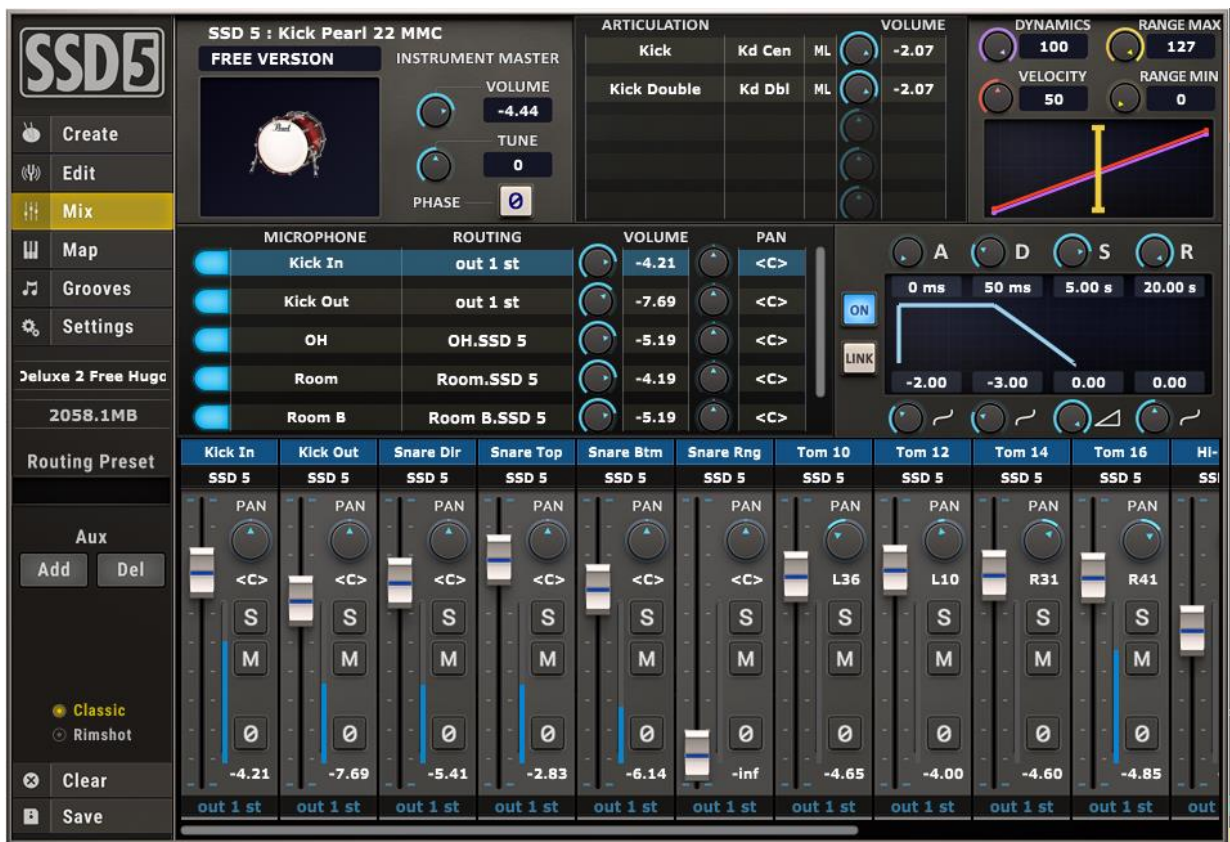 SSD5
Create
Edit
Mix
Map
Grooves
Settings
Deluxe 2 Free Hugo
2058.1MB
Routing Preset
Aux
Add Del
Classic
Rimshot
Clear
Save
SSD 5 : Kick Pearl 22 MMC
FREE VERSION
Pearl
INSTRUMENT MASTER
VOLUME
-4.44
TUNE
0
PHASE Ø
ARTICULATION VOLUME
Kick Kd Cen ML -2.07
Kick Double Kd Dbl ML -2.07
DYNAMICS RANGE MAX
100 127
VELOCITY RANGE MIN
50 0
MICROPHONE ROUTING VOLUME PAN
Kick In out 1 st -4.21 <C>
Kick Out out 1 st -7.69 <C>
OH OH.SSD 5 -5.19 <C>
Room Room.SSD 5 -4.19 <C>
Room B Room B.SSD 5 -5.19 <C>
A D S R
0 ms 50 ms 5.00 s 20.00 s
ON
LINK
-2.00 -3.00 0.00 0.00
Kick In Kick Out Snare Dir Snare Top Snare Btm Snare Rng Tom 10 Tom 12 Tom 14 Tom 16 Hi-
SSD 5 SSD 5 SSD 5 SSD 5 SSD 5 SSD 5 SSD 5 SSD 5 SSD 5 SSD 5 SS
PAN PAN PAN PAN PAN PAN PAN PAN PAN PAN
<C> <C> <C> <C> <C> <C> L36 L10 R31 R41
S S S S S S S S S S
M M M M M M M M M M
Ø Ø Ø Ø Ø Ø Ø Ø Ø Ø
-4.21 -7.69 -5.41 -2.83 -6.14 -inf -4.65 -4.00 -4.60 -4.85
out 1 st out 1 st out 1 st out 1 st out 1 st out 1 st out 1 st out 1 st out 1 st out 1 st out